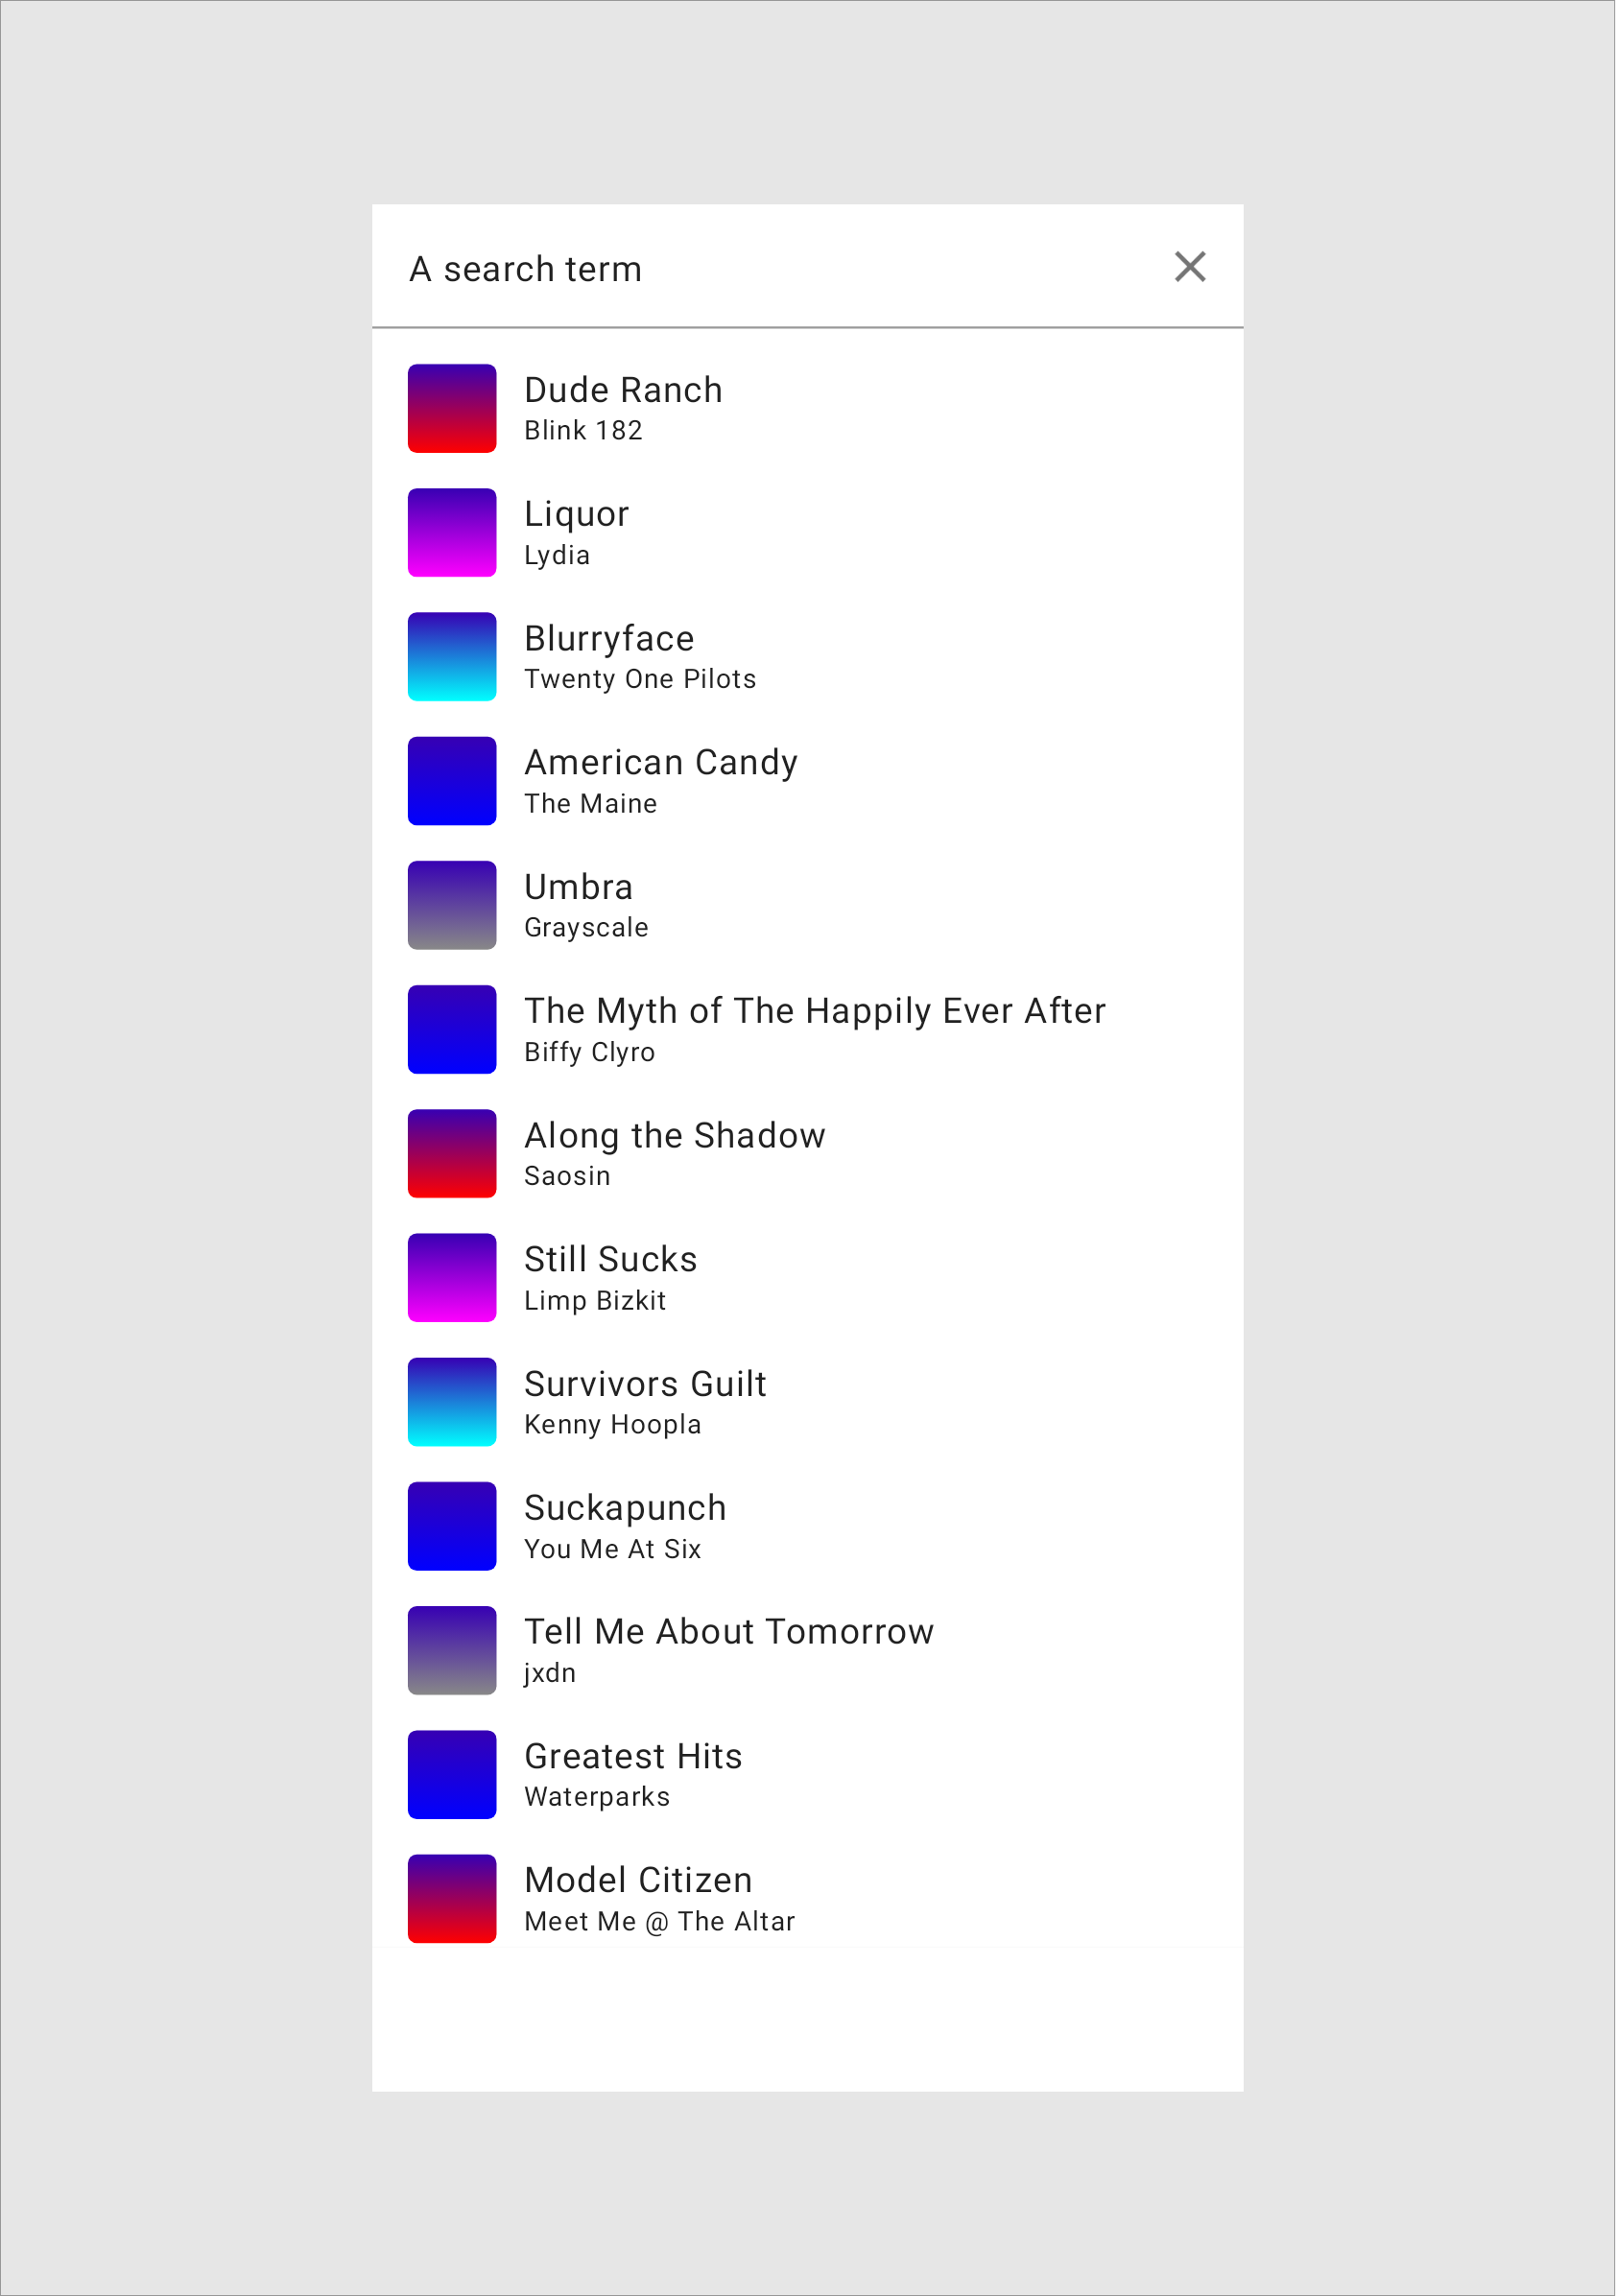 A search term
Dude Ranch
Blink 182
Liquor
Lydia
Blurryface
Twenty One Pilots
American Candy
The Maine
Umbra
Grayscale
The Myth of The Happily Ever After
Biffy Clyro
Along the Shadow
Saosin
Still Sucks
Limp Bizkit
Survivors Guilt
Kenny Hoopla
Suckapunch
You Me At Six
Tell Me About Tomorrow
jxdn
Greatest Hits
Waterparks
Model Citizen
Meet Me @ The Altar